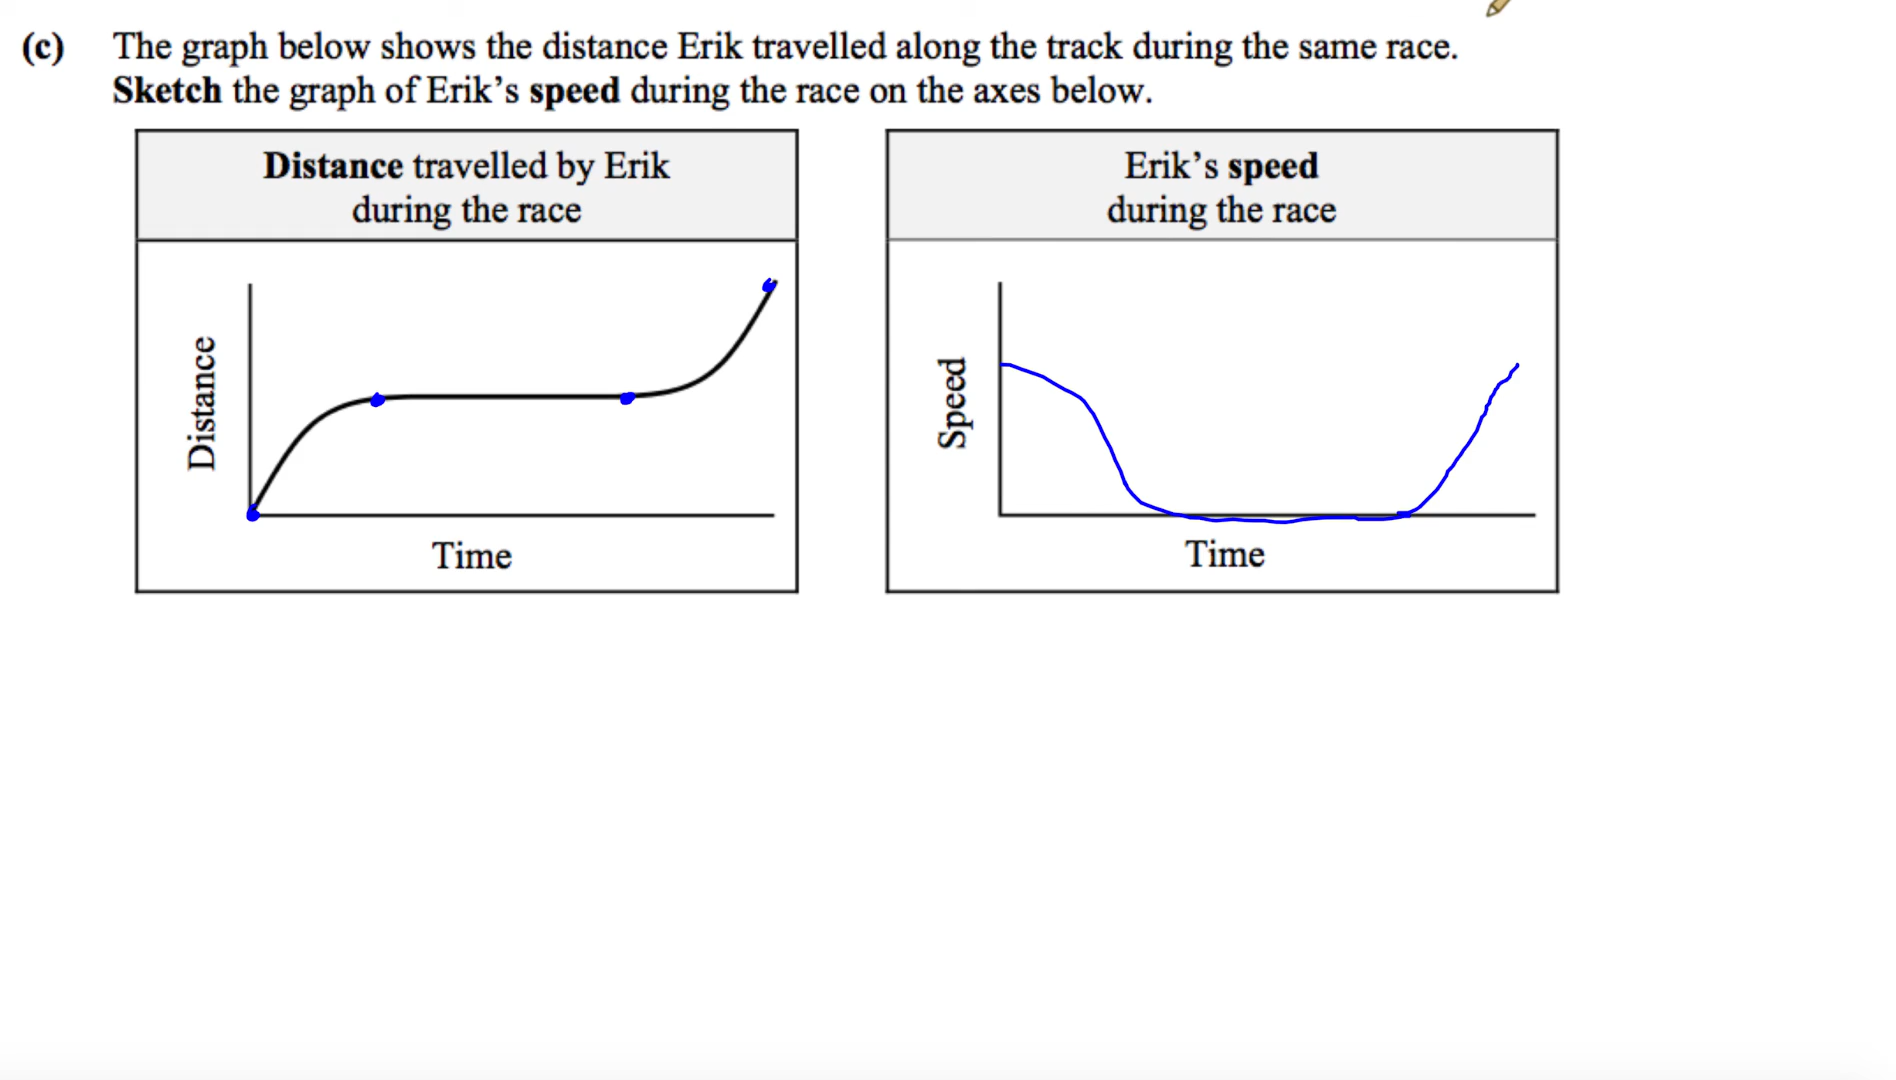 (c) The graph below shows the distance Erik travelled along the track during the same race.
Sketch the graph of Erik’s speed during the race on the axes below.
Distance travelled by Erik
during the race
Distance
Time
Erik’s speed
during the race
Speed
Time